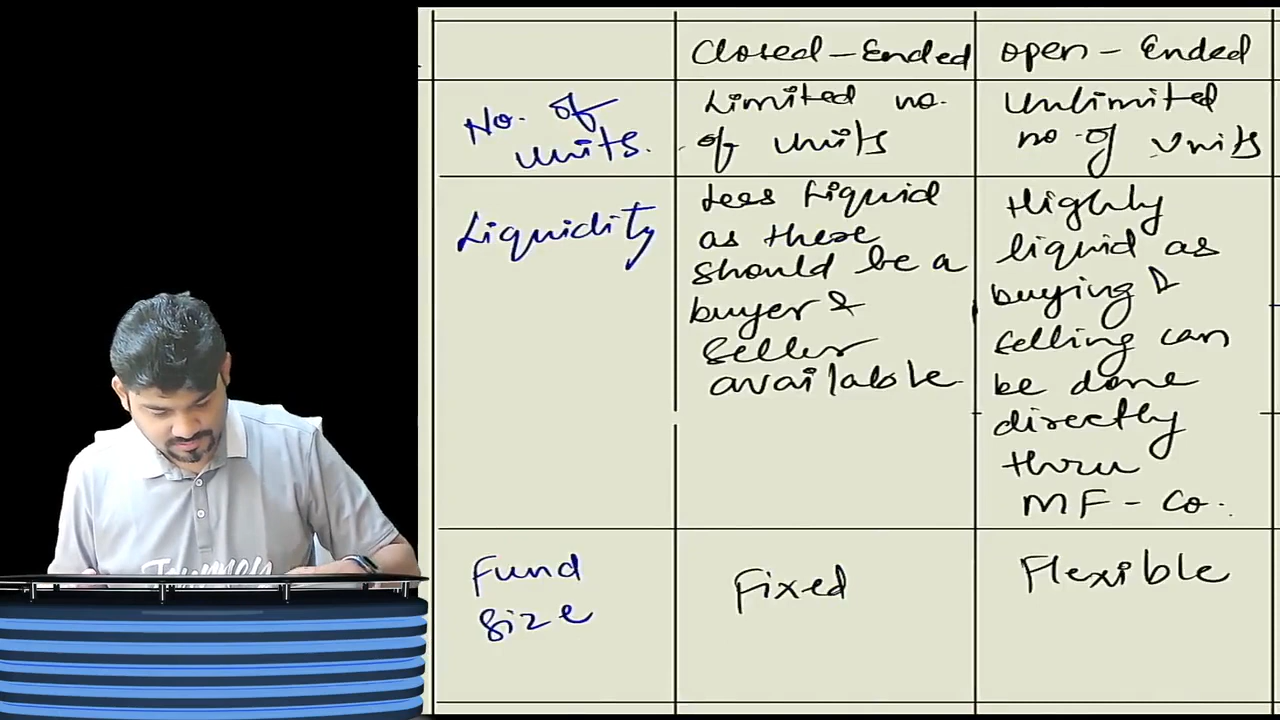 Closed-Ended
Open-Ended
No. of
units.
Limited no.
of units
Unlimited
no. of units
Liquidity
Less liquid
as there
should be a
buyer &
seller
available
Highly
liquid as
buying &
selling can
be done
directly
thru
MF-Co.
Fund
size
Fixed
Flexible